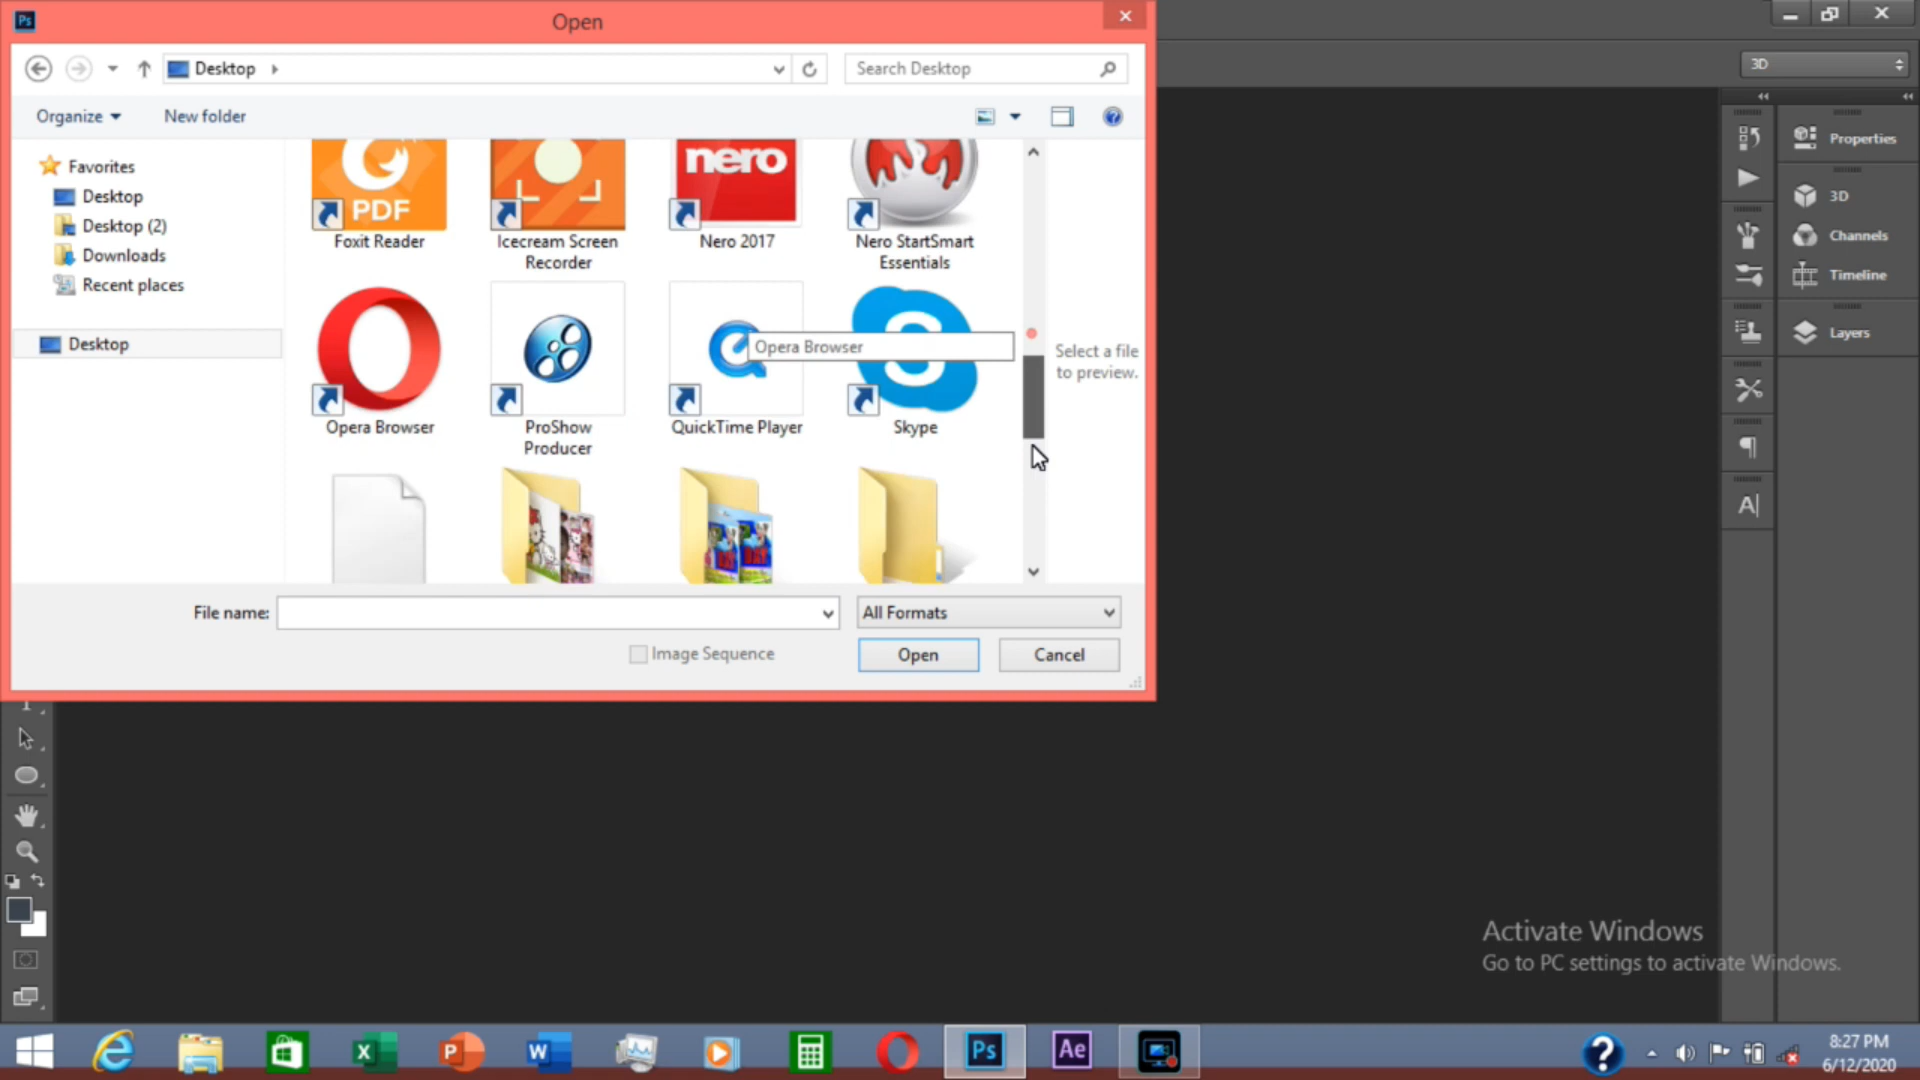 Ps
Open
Desktop
Search Desktop
3D
Organize
New folder
Favorites
Desktop
Desktop (2)
Downloads
Recent places
Desktop
PDF
Foxit Reader
Icecream Screen
Recorder
nero
Nero 2017
Nero StartSmart
Essentials
Opera Browser
ProShow
Producer
Opera Browser
QuickTime Player
S
Skype
Select a file
to preview.
File name:
All Formats
Image Sequence
Open
Cancel
Properties
3D
Channels
Timeline
Layers
A|
Activate Windows
Go to PC settings to activate Windows.
Ps
Ae
8:27 PM
6/12/2020